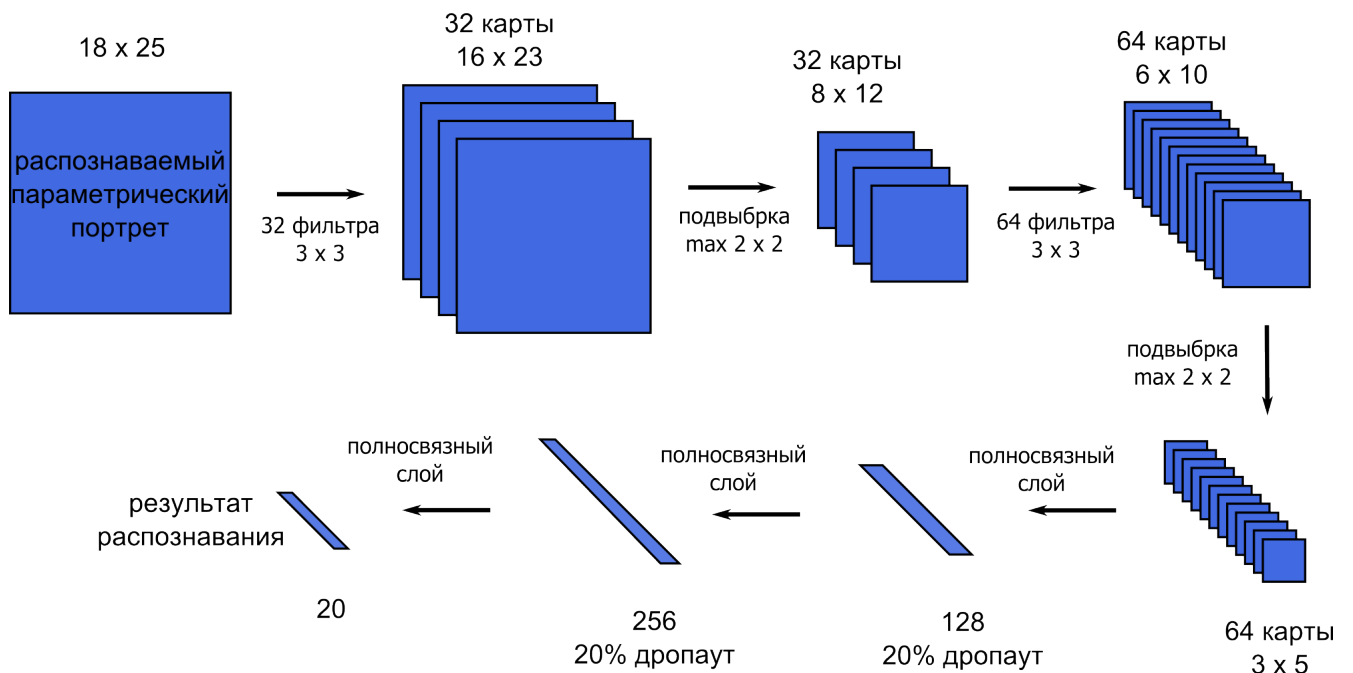 18 x 25
распознаваемый
параметрический
портрет
32 фильтра
3 x 3
32 карты
16 x 23
подвыбрка
max 2 x 2
32 карты
8 x 12
64 фильтра
3 x 3
64 карты
6 x 10
подвыбрка
max 2 x 2
64 карты
3 x 5
полносвязный
слой
128
20% дропаут
полносвязный
слой
256
20% дропаут
полносвязный
слой
20
результат
распознавания